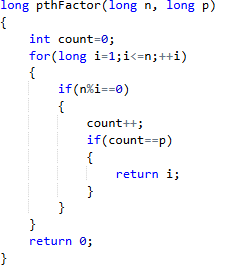 long pthFactor(long n, long p)
{
    int count=0;
    for(long i=1;i<=n;++i)
    {
        if(n%i==0)
        {
            count++;
            if(count==p)
            {
                return i;
            }
        }
    }
    return 0;
}